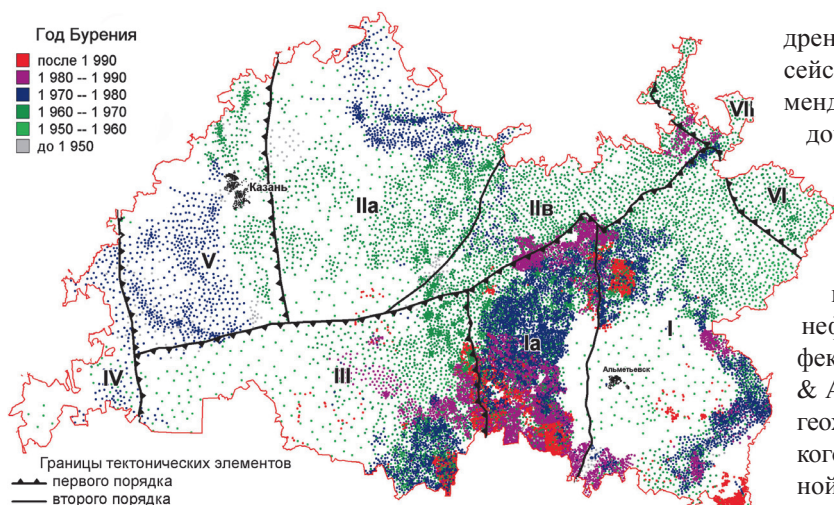 Год Бурения
после 1 990
1 980 -- 1 990
1 970 -- 1 980
1 960 -- 1 970
1 950 -- 1 960
до 1 950
Казань
IIа
IIв
VII
VI
V
IV
III
Iа
I
Альметьевск
Границы тектонических элементов
первого порядка
второго порядка
дрен
сейс
менд
до
неф
фек
& А
геох
кого
ной